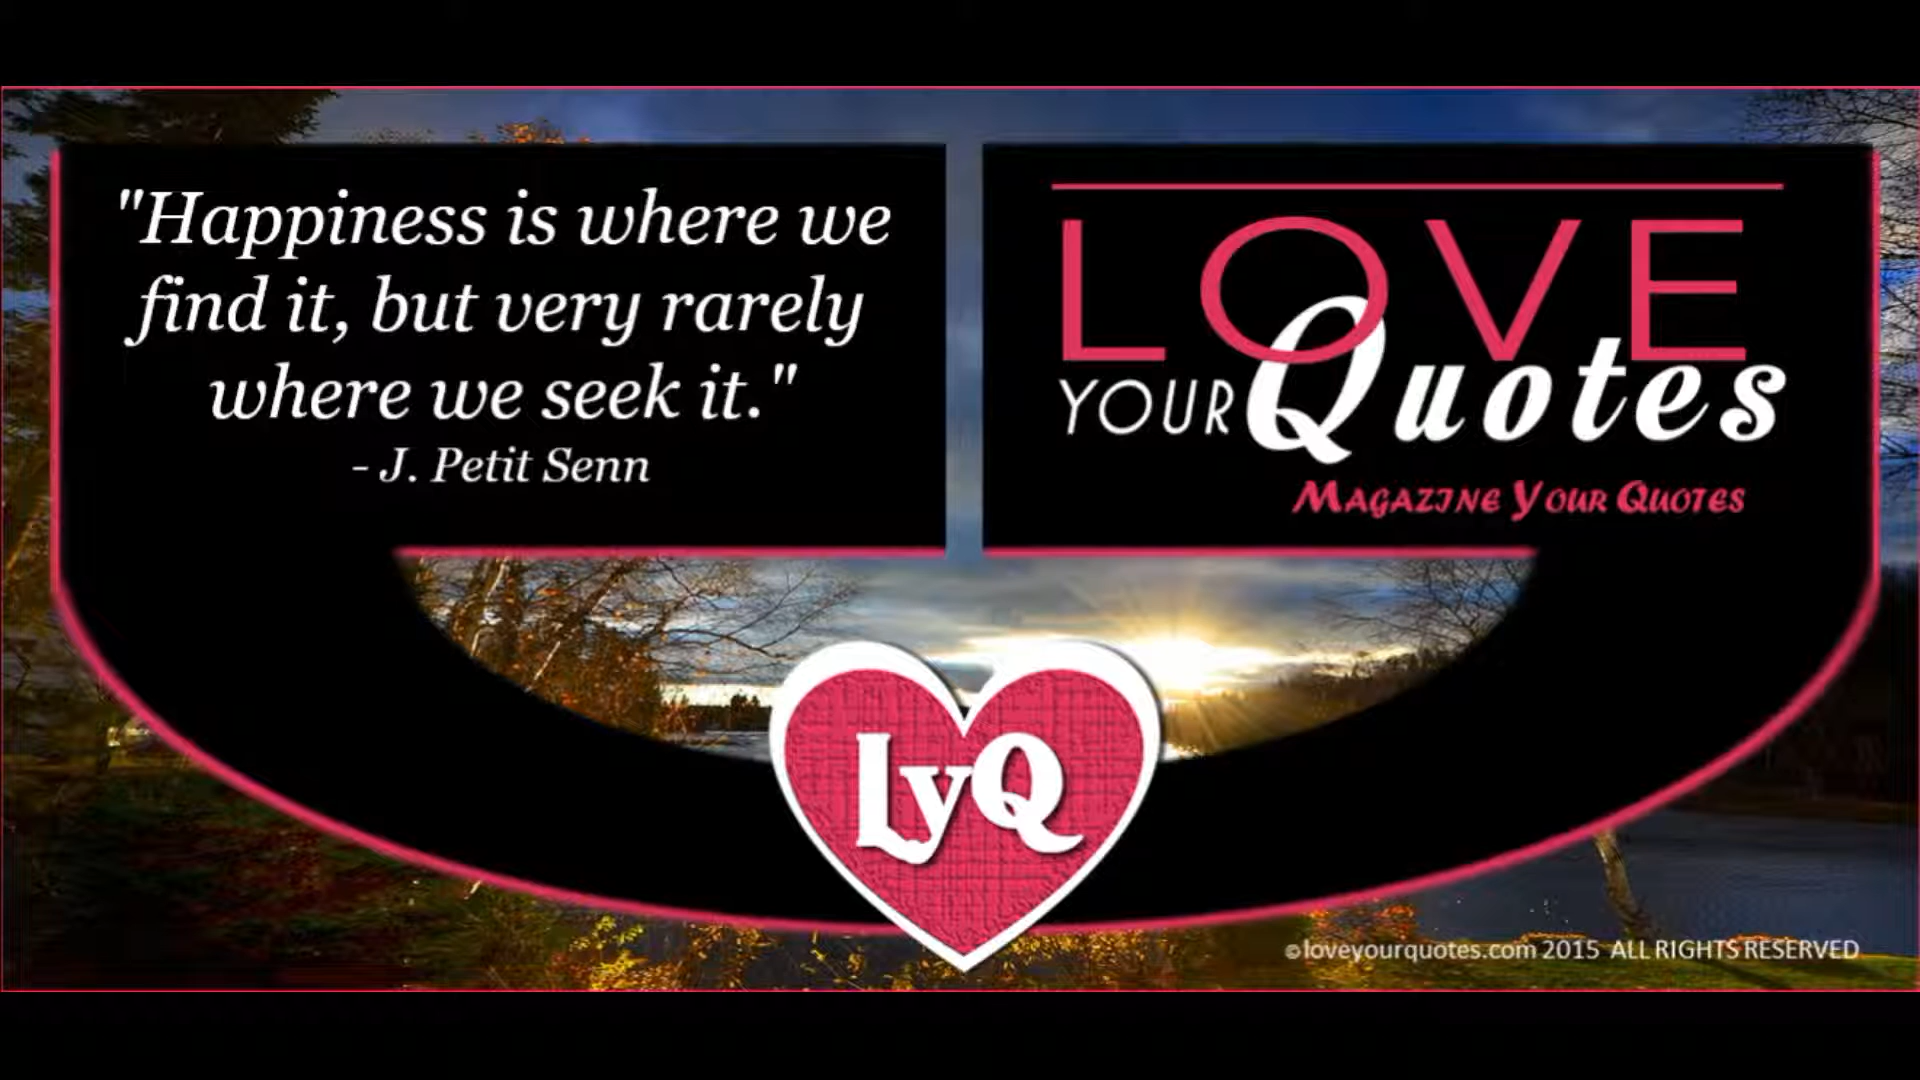 "Happiness is where we
find it, but very rarely
where we seek it."
- J. Petit Senn
LOVE
YOUR Quotes
MAGAZINE YOUR QUOTES
LyQ
©loveyourquotes.com 2015 ALL RIGHTS RESERVED